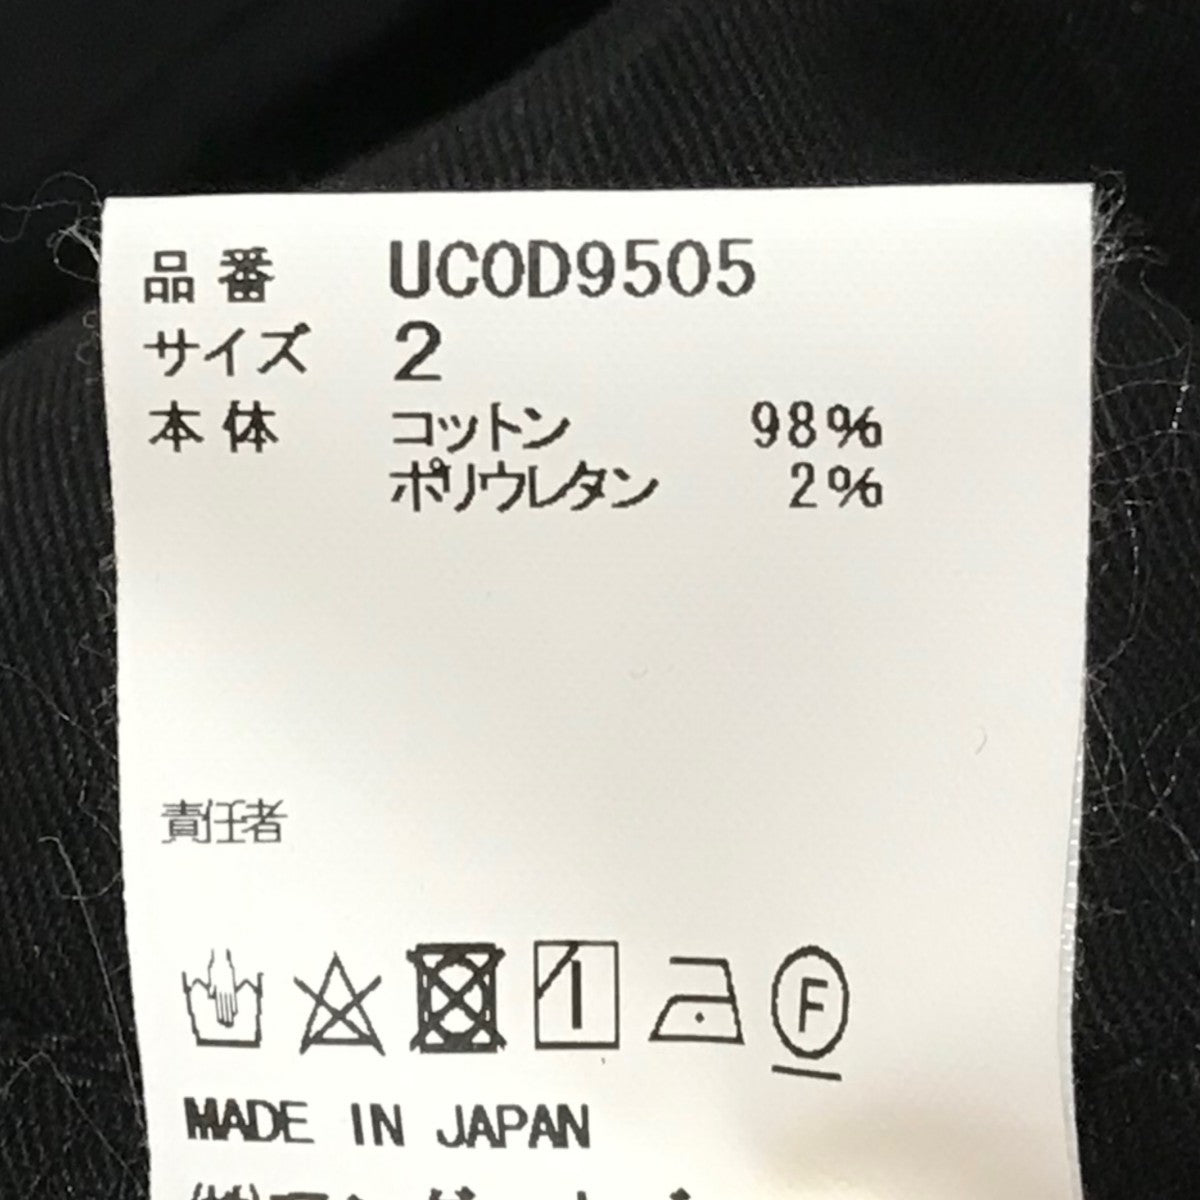 品番 UCOD9505
サイズ 2
本体 コットン 98%
ポリウレタン 2%
責任者
F
MADE IN JAPAN